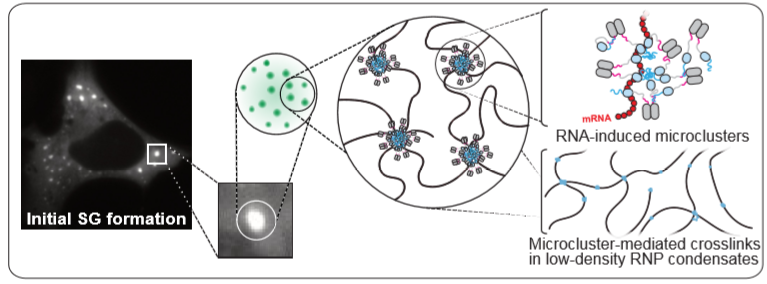 Initial SG formation
mRNA
RNA-induced microclusters
Microcluster-mediated crosslinks
in low-density RNP condensates